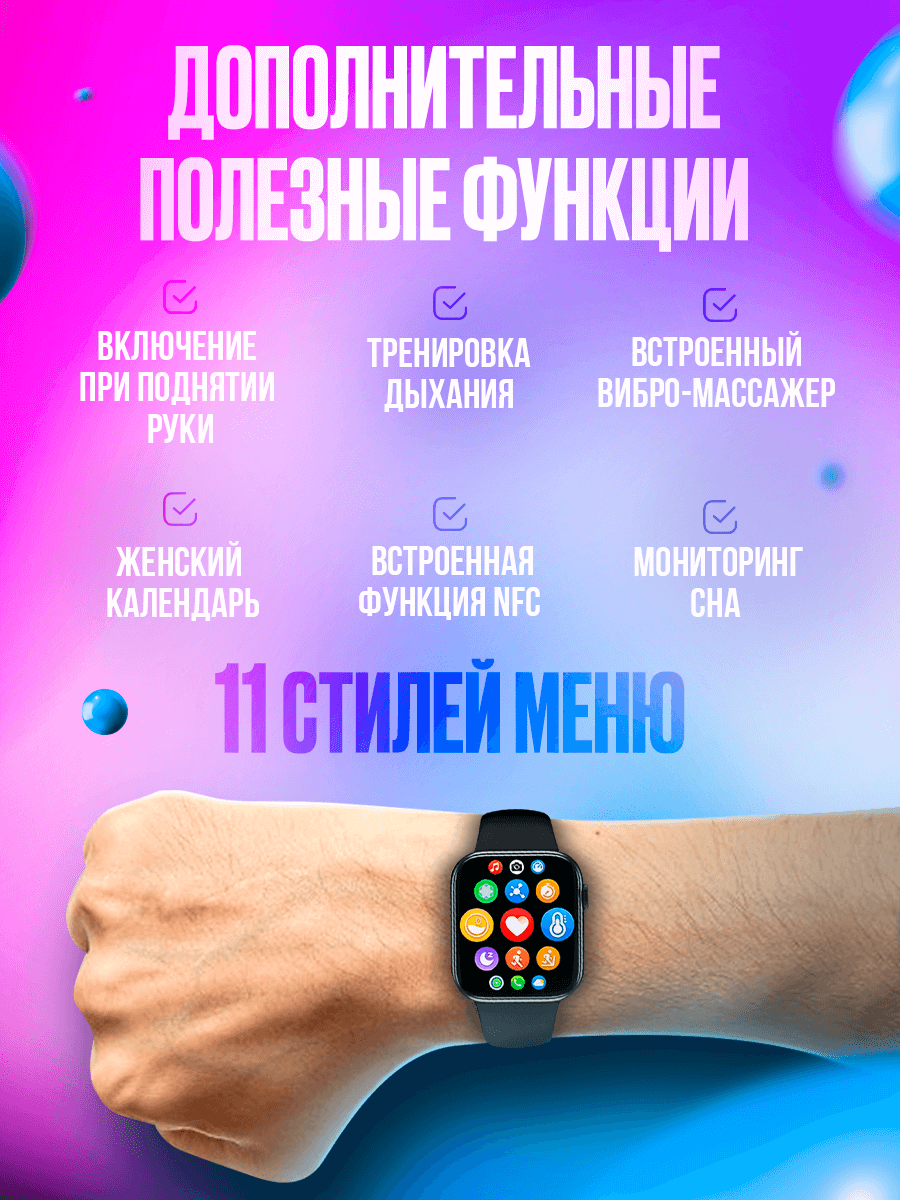 ДОПОЛНИТЕЛЬНЫЕ
ПОЛЕЗНЫЕ ФУНКЦИИ
ВКЛЮЧЕНИЕ
ПРИ ПОДНЯТИИ
РУКИ
ТРЕНИРОВКА
ДЫХАНИЯ
ВСТРОЕННЫЙ
ВИБРО-МАССАЖЕР
ЖЕНСКИЙ
КАЛЕНДАРЬ
ВСТРОЕННАЯ
ФУНКЦИЯ NFC
МОНИТОРИНГ
СНА
11 СТИЛЕЙ МЕНЮ